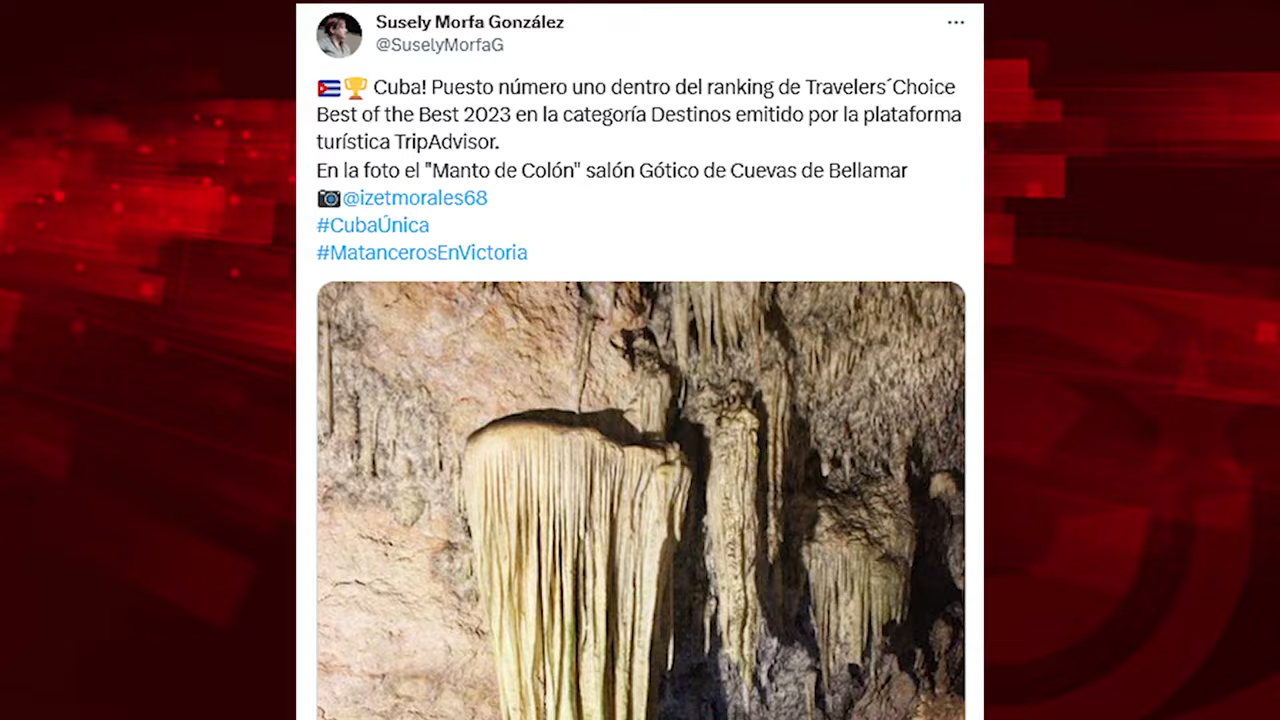 Susely Morfa González
@SuselyMorfaG
🇨🇺🏆 Cuba! Puesto número uno dentro del ranking de Travelers´Choice
Best of the Best 2023 en la categoría Destinos emitido por la plataforma
turística TripAdvisor.
En la foto el "Manto de Colón" salón Gótico de Cuevas de Bellamar
📷@izetmorales68
#CubaÚnica
#MatancerosEnVictoria